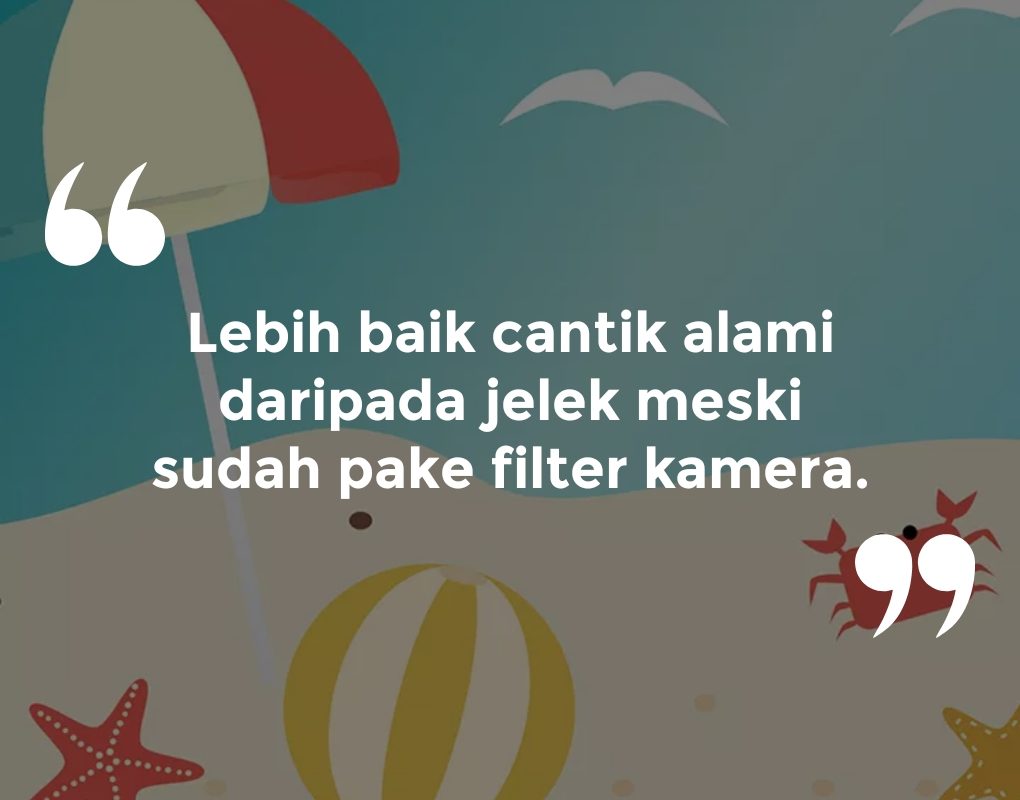 “
Lebih baik cantik alami
daripada jelek meski
sudah pake filter kamera.
”